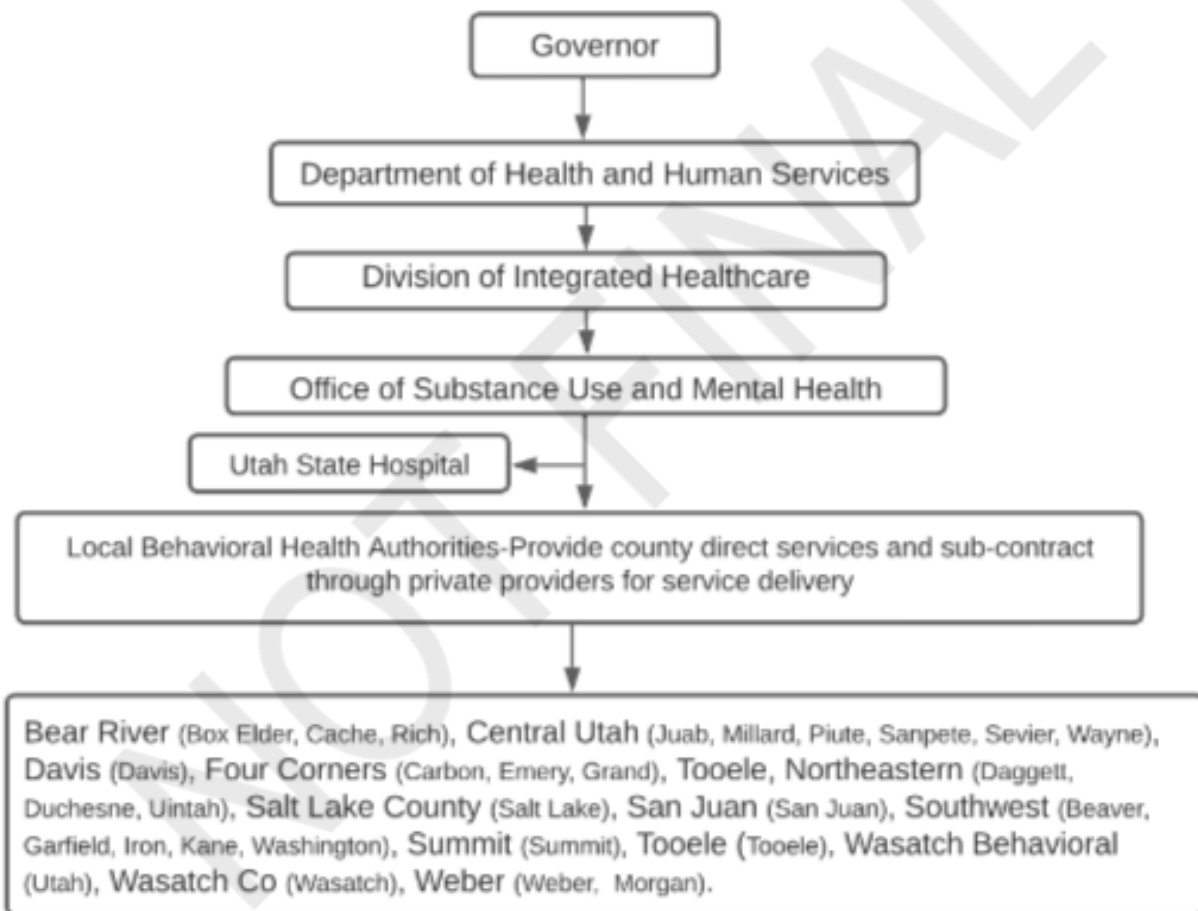 Governor
Department of Health and Human Services
Division of Integrated Healthcare
Office of Substance Use and Mental Health
Utah State Hospital
Local Behavioral Health Authorities-Provide county direct services and sub-contract
through private providers for service delivery
Bear River (Box Elder, Cache, Rich), Central Utah (Juab, Millard, Piute, Sanpete, Sevier, Wayne),
Davis (Davis), Four Corners (Carbon, Emery, Grand), Tooele, Northeastern (Daggett,
Duchesne, Uintah), Salt Lake County (Salt Lake), San Juan (San Juan), Southwest (Beaver,
Garfield, Iron, Kane, Washington), Summit (Summit), Tooele (Tooele), Wasatch Behavioral
(Utah), Wasatch Co (Wasatch), Weber (Weber, Morgan).
NOT FINAL